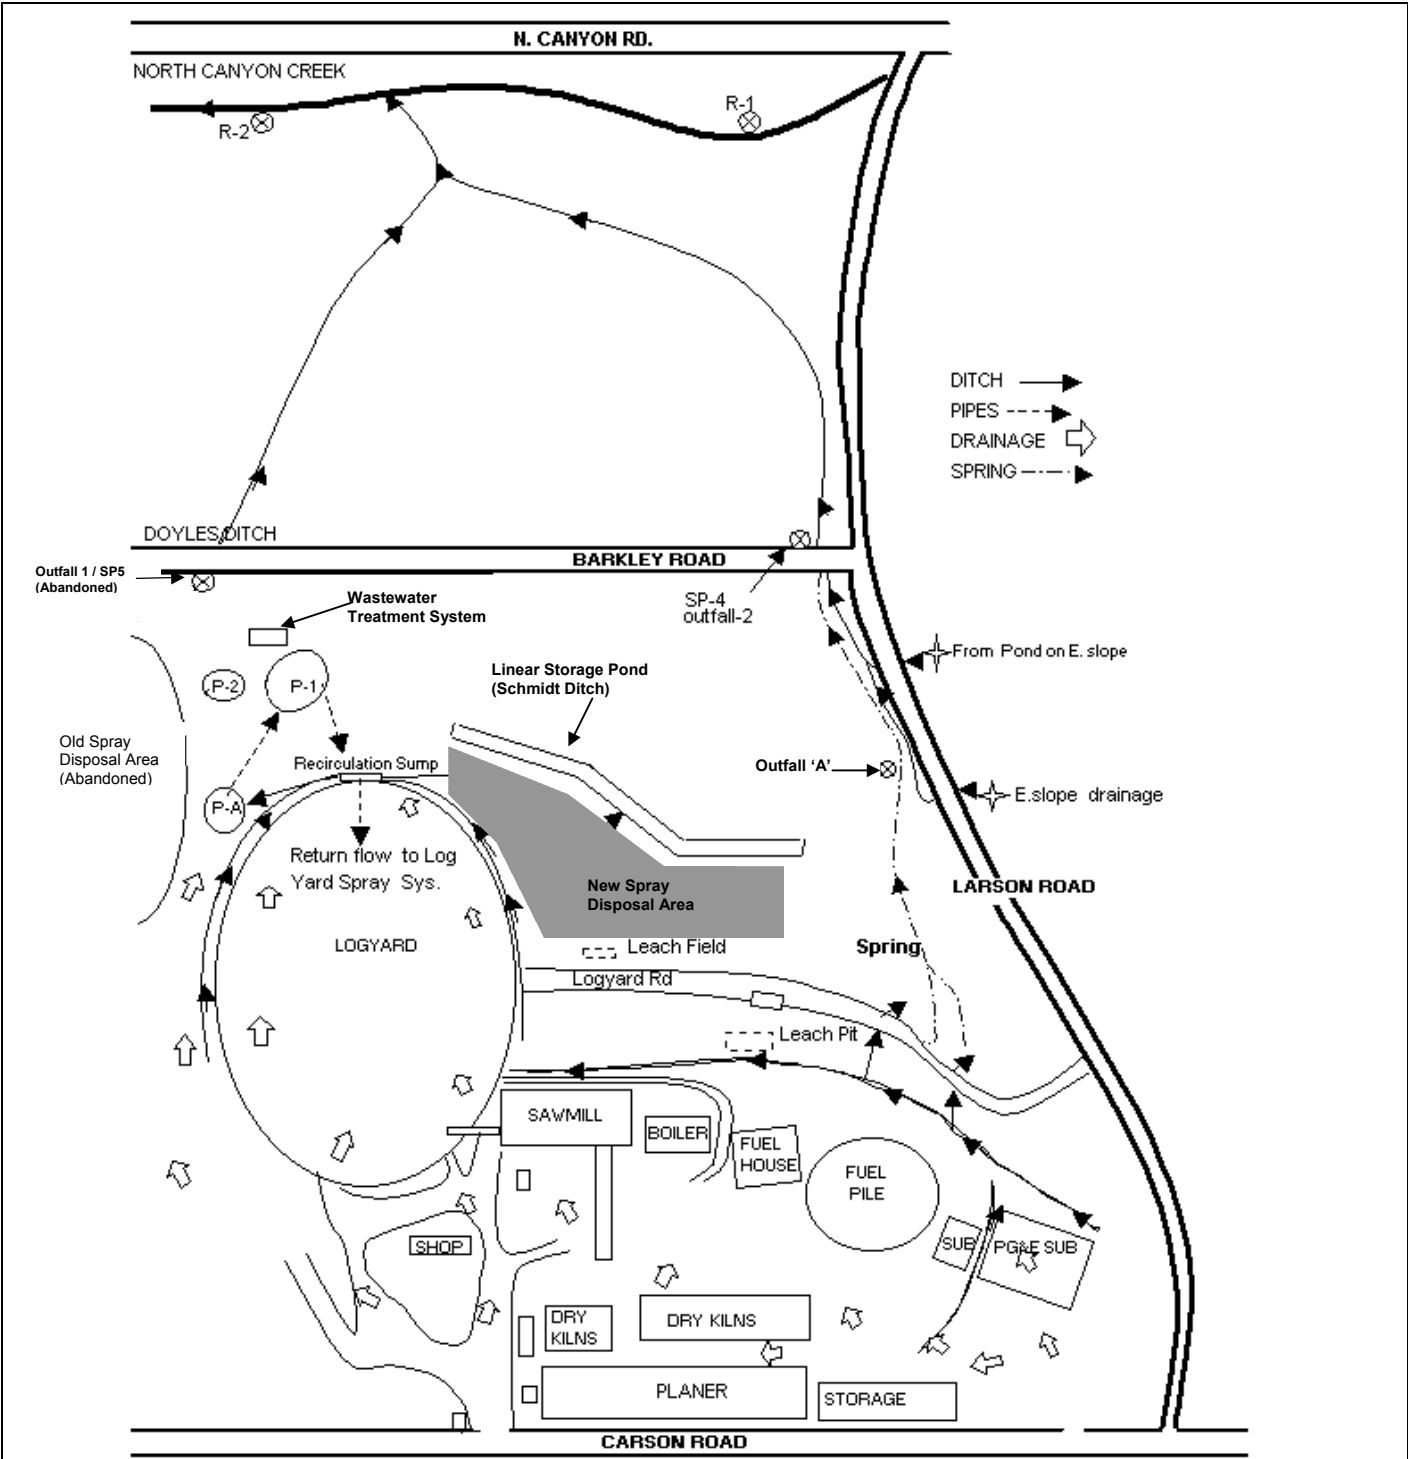 N. CANYON RD.
NORTH CANYON CREEK
R-1
R-2
DITCH
PIPES
DRAINAGE
SPRING
DOYLES DITCH
BARKLEY ROAD
Outfall 1 / SP5
(Abandoned)
Wastewater
Treatment System
SP-4
outfall-2
From Pond on E. slope
Linear Storage Pond
(Schmidt Ditch)
P-2
P-1
Old Spray
Disposal Area
(Abandoned)
Recirculation Sump
Outfall ‘A’
E.slope drainage
P-A
Return flow to Log
Yard Spray Sys.
New Spray
Disposal Area
LARSON ROAD
LOGYARD
Leach Field
Spring
Logyard Rd
Leach Pit
SAWMILL
BOILER
FUEL
HOUSE
FUEL
PILE
SHOP
SUB
PG&E SUB
DRY
KILNS
DRY KILNS
PLANER
STORAGE
CARSON ROAD